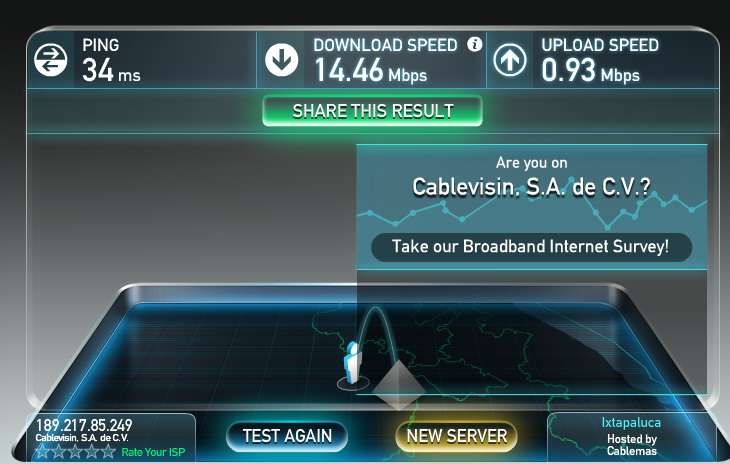 PING
34 ms
DOWNLOAD SPEED i
14.46 Mbps
UPLOAD SPEED
0.93 Mbps
SHARE THIS RESULT
Are you on
Cablevisin, S.A. de C.V.?
Take our Broadband Internet Survey!
189.217.85.249
Cablevisin, S.A. de C.V.
Rate Your ISP
TEST AGAIN
NEW SERVER
Ixtapaluca
Hosted by
Cablemas